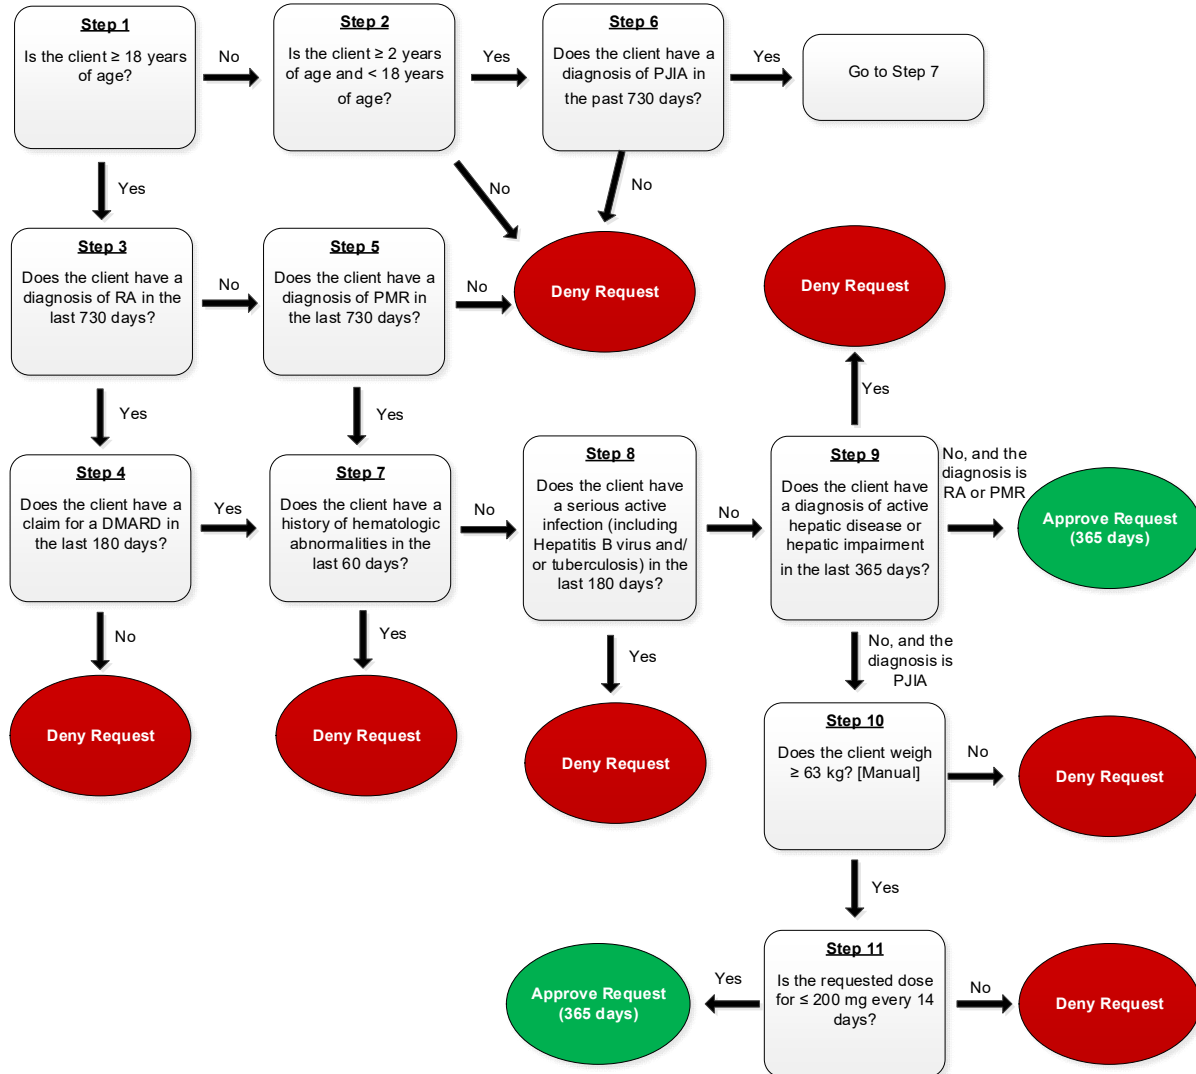 Step 1
Is the client ≥ 18 years
of age?
No
Step 2
Is the client ≥ 2 years
of age and < 18 years
of age?
Yes
Step 6
Does the client have a
diagnosis of PJIA in
the past 730 days?
Yes
Go to Step 7
Yes
No
No
Step 3
Does the client have a
diagnosis of RA in the
last 730 days?
No
Step 5
Does the client have a
diagnosis of PMR in
the last 730 days?
No
Deny Request
Deny Request
Yes
Yes
Yes
Step 4
Does the client have a
claim for a DMARD in
the last 180 days?
Yes
Step 7
Does the client have a
history of hematologic
abnormalities in the
last 60 days?
No
Step 8
Does the client have
a serious active
infection (including
Hepatitis B virus and/
or tuberculosis) in the
last 180 days?
No
Step 9
Does the client have
a diagnosis of active
hepatic disease or
hepatic impairment
in the last 365 days?
No, and the
diagnosis is
RA or PMR
Approve Request
(365 days)
No
Yes
Yes
No, and the
diagnosis is
PJIA
Deny Request
Deny Request
Deny Request
Step 10
Does the client weigh
≥ 63 kg? [Manual]
No
Deny Request
Yes
Step 11
Is the requested dose
for ≤ 200 mg every 14
days?
Yes
Approve Request
(365 days)
No
Deny Request